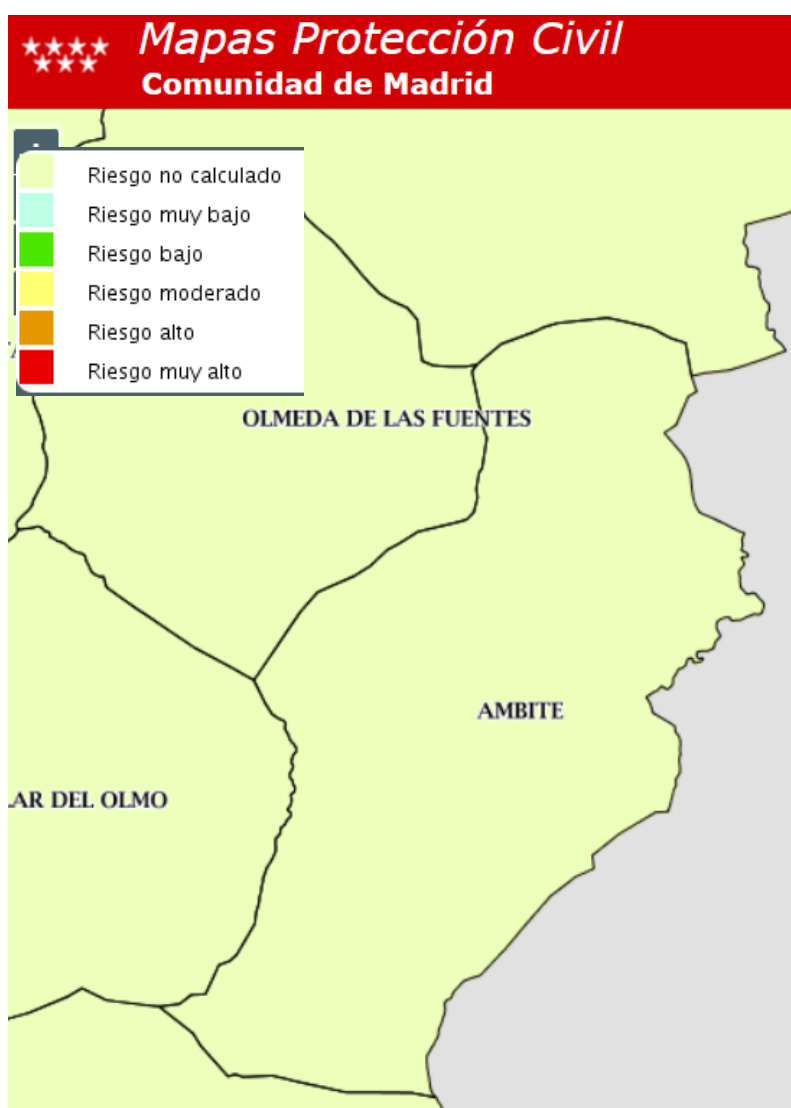 Mapas Protección Civil
Comunidad de Madrid
Riesgo no calculado
Riesgo muy bajo
Riesgo bajo
Riesgo moderado
Riesgo alto
Riesgo muy alto
OLMEDA DE LAS FUENTES
AMBITE
LAR DEL OLMO